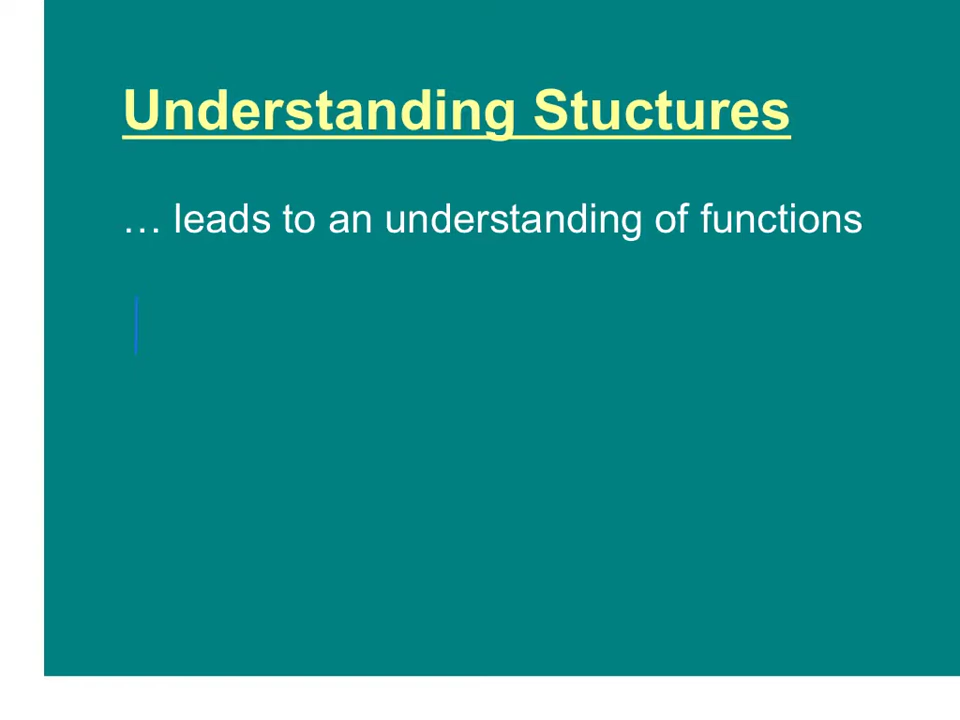 Understanding Stuctures
… leads to an understanding of functions